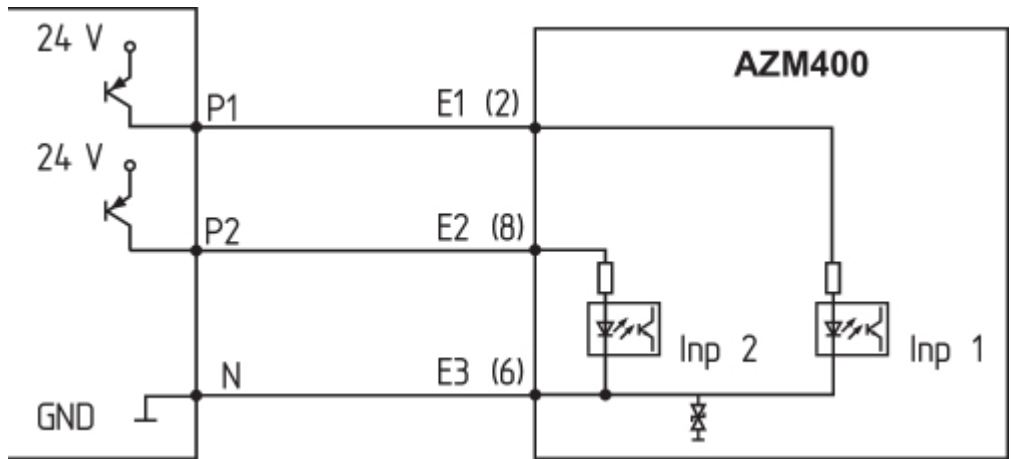 24 V
AZM400
P1
E1 (2)
24 V
P2
E2 (8)
Inp 2
Inp 1
N
E3 (6)
GND